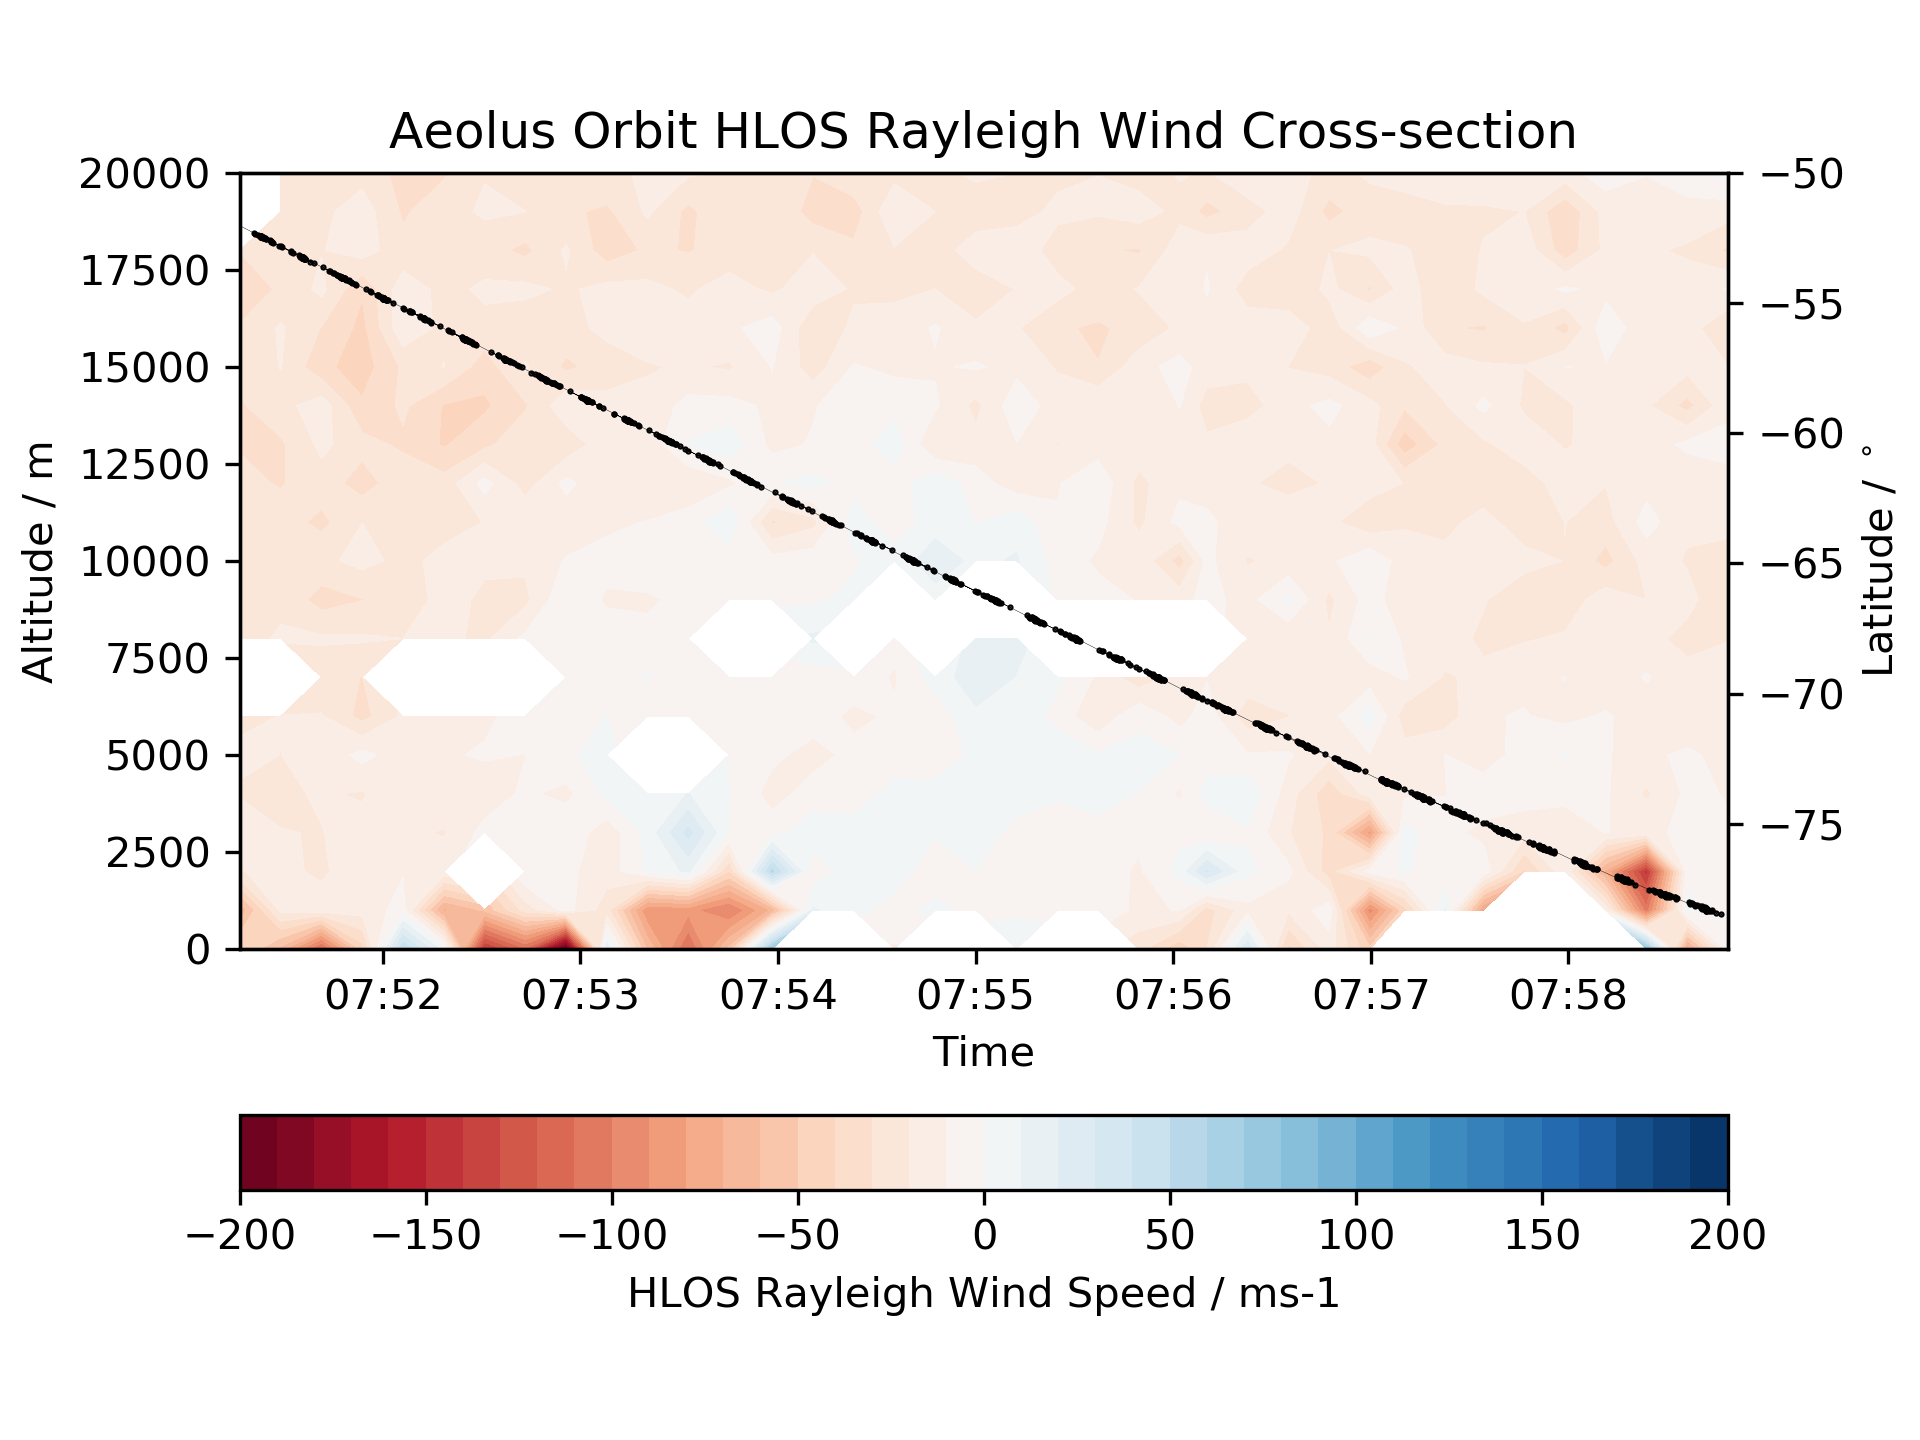 Aeolus Orbit HLOS Rayleigh Wind Cross-section
20000
17500
15000
12500
10000
7500
5000
2500
0
Altitude / m
−50
−55
−60
−65
−70
−75
Latitude / °
07:52 07:53 07:54 07:55 07:56 07:57 07:58
Time
−200 −150 −100 −50 0 50 100 150 200
HLOS Rayleigh Wind Speed / ms-1